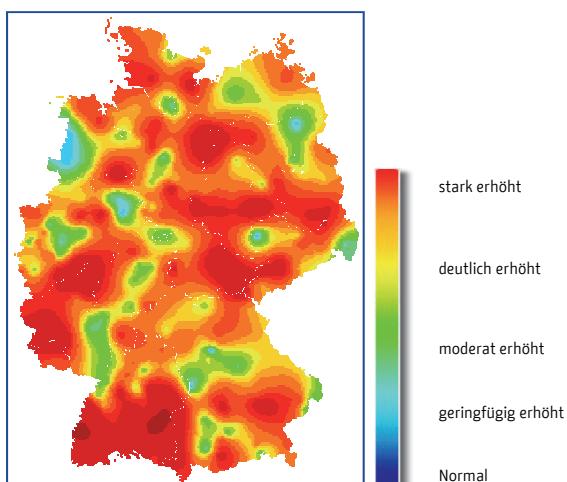 stark erhöht
deutlich erhöht
moderat erhöht
geringfügig erhöht
Normal